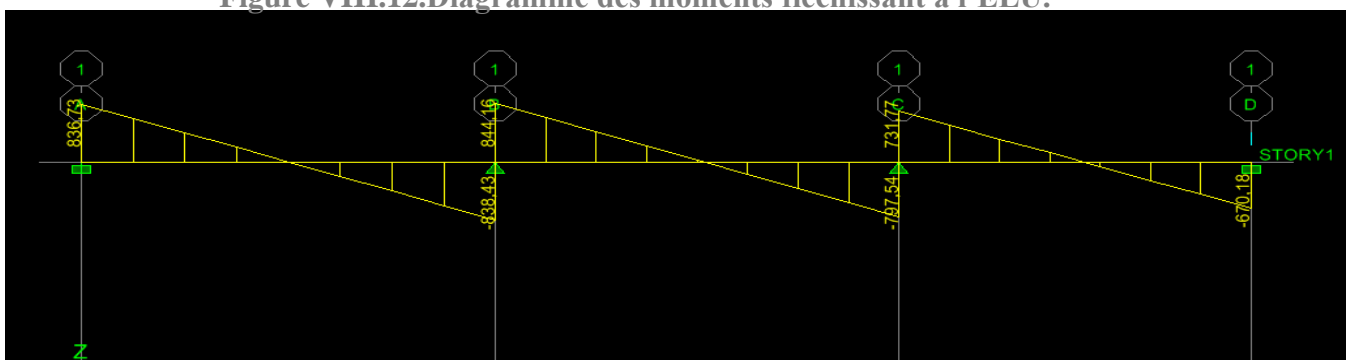 Figure VIII.12.Diagramme des moments fléchissant à l'ELU.
1 1 1 1
A C D
836,73
844,16
731,77
STORY1
-838,43
-797,54
-670,18
Z